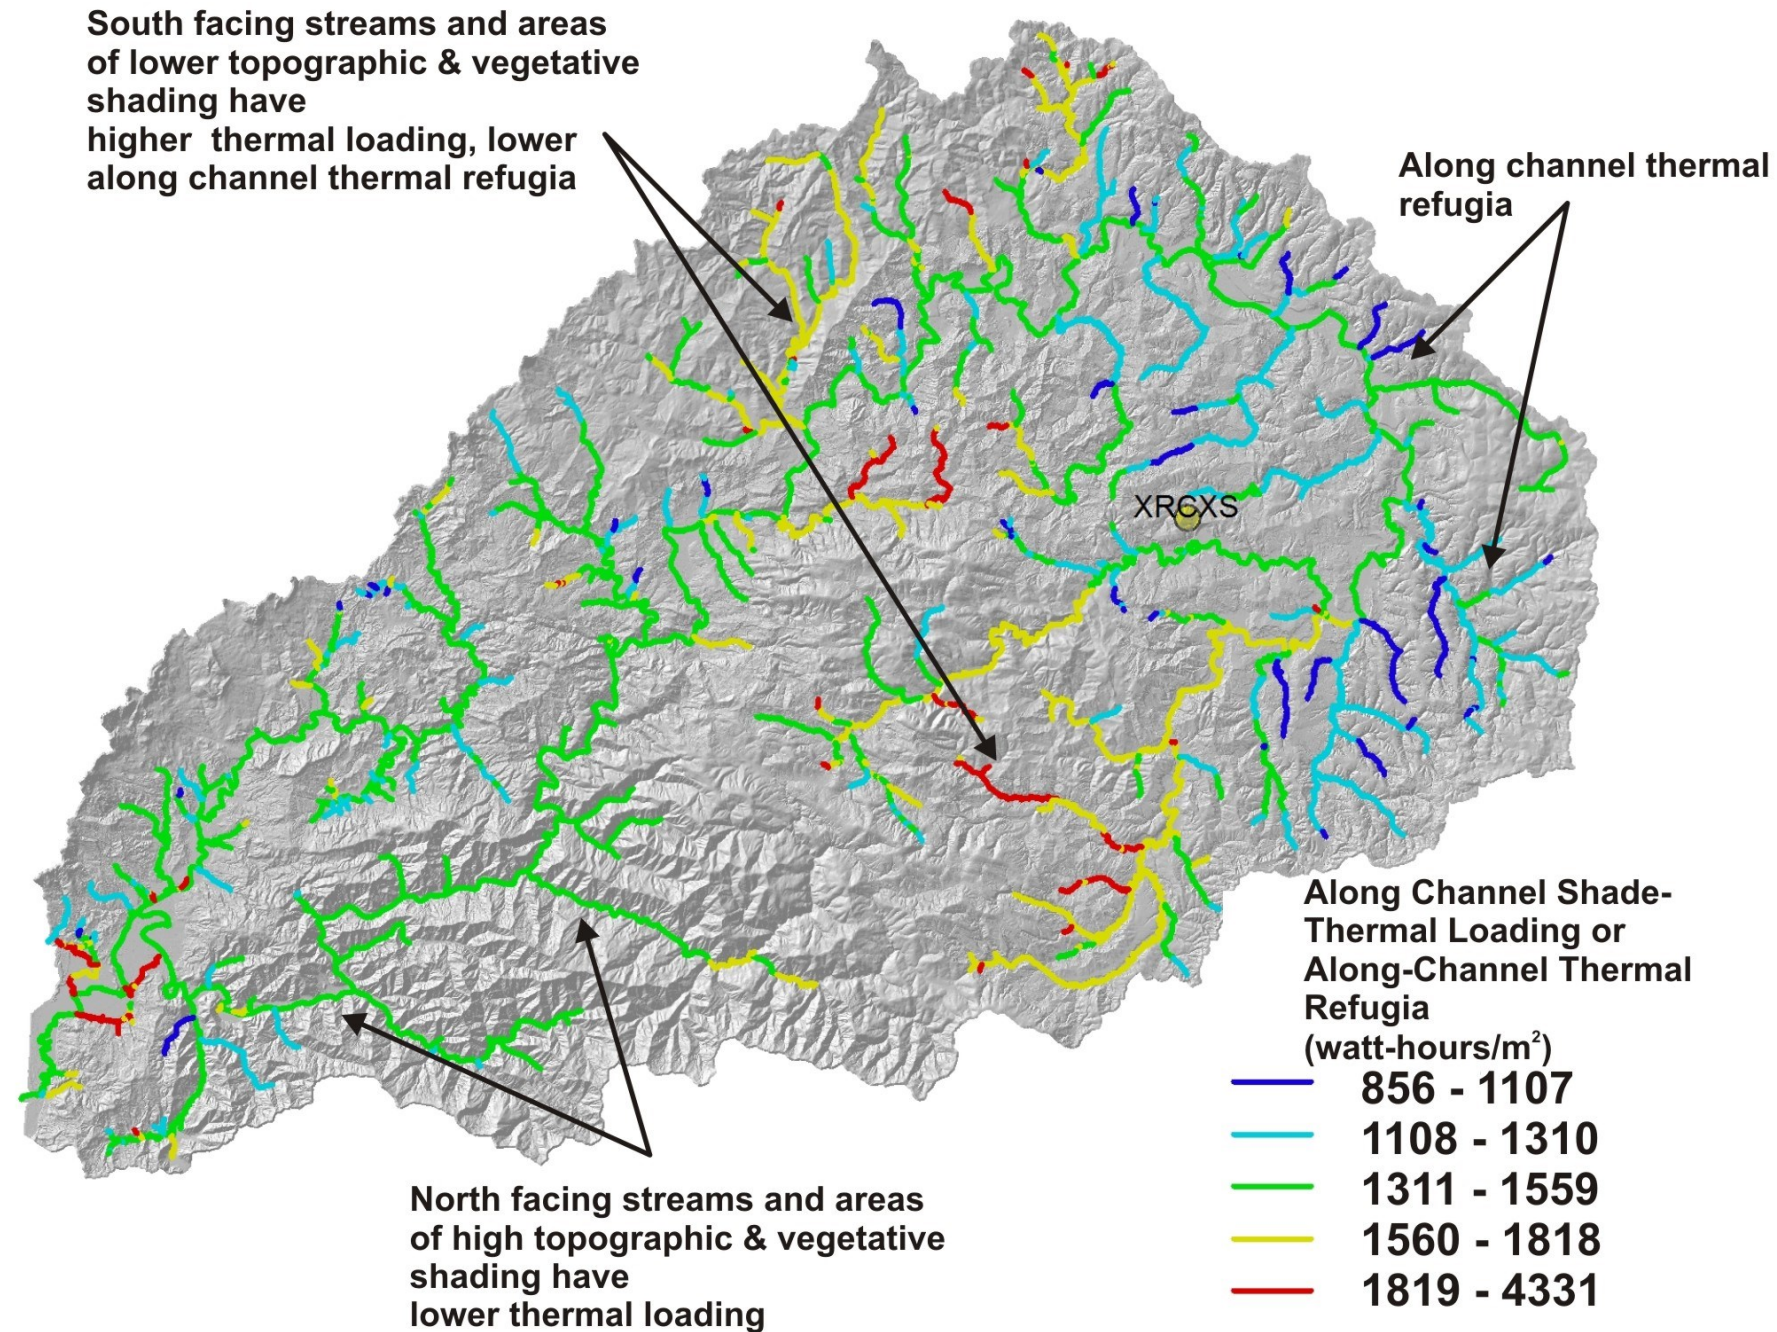 South facing streams and areas
of lower topographic & vegetative
shading have
higher  thermal loading, lower
along channel thermal refugia
Along channel thermal
refugia
XRCXS
North facing streams and areas
of high topographic & vegetative
shading have
lower thermal loading
Along Channel Shade-
Thermal Loading or
Along-Channel Thermal
Refugia
(watt-hours/m²)
856 - 1107
1108 - 1310
1311 - 1559
1560 - 1818
1819 - 4331